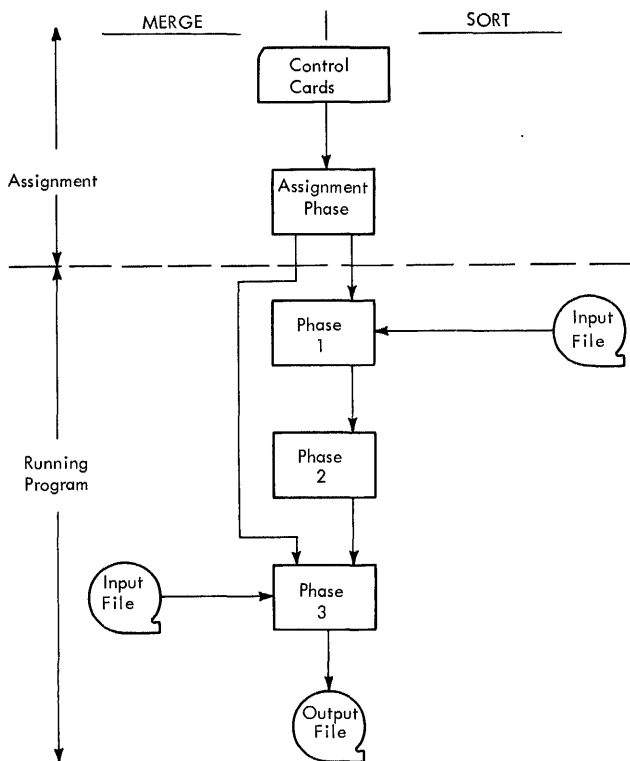 MERGE
SORT
Control
Cards
Assignment
Assignment
Phase
Phase
1
Input
File
Phase
2
Running
Program
Input
File
Phase
3
Output
File